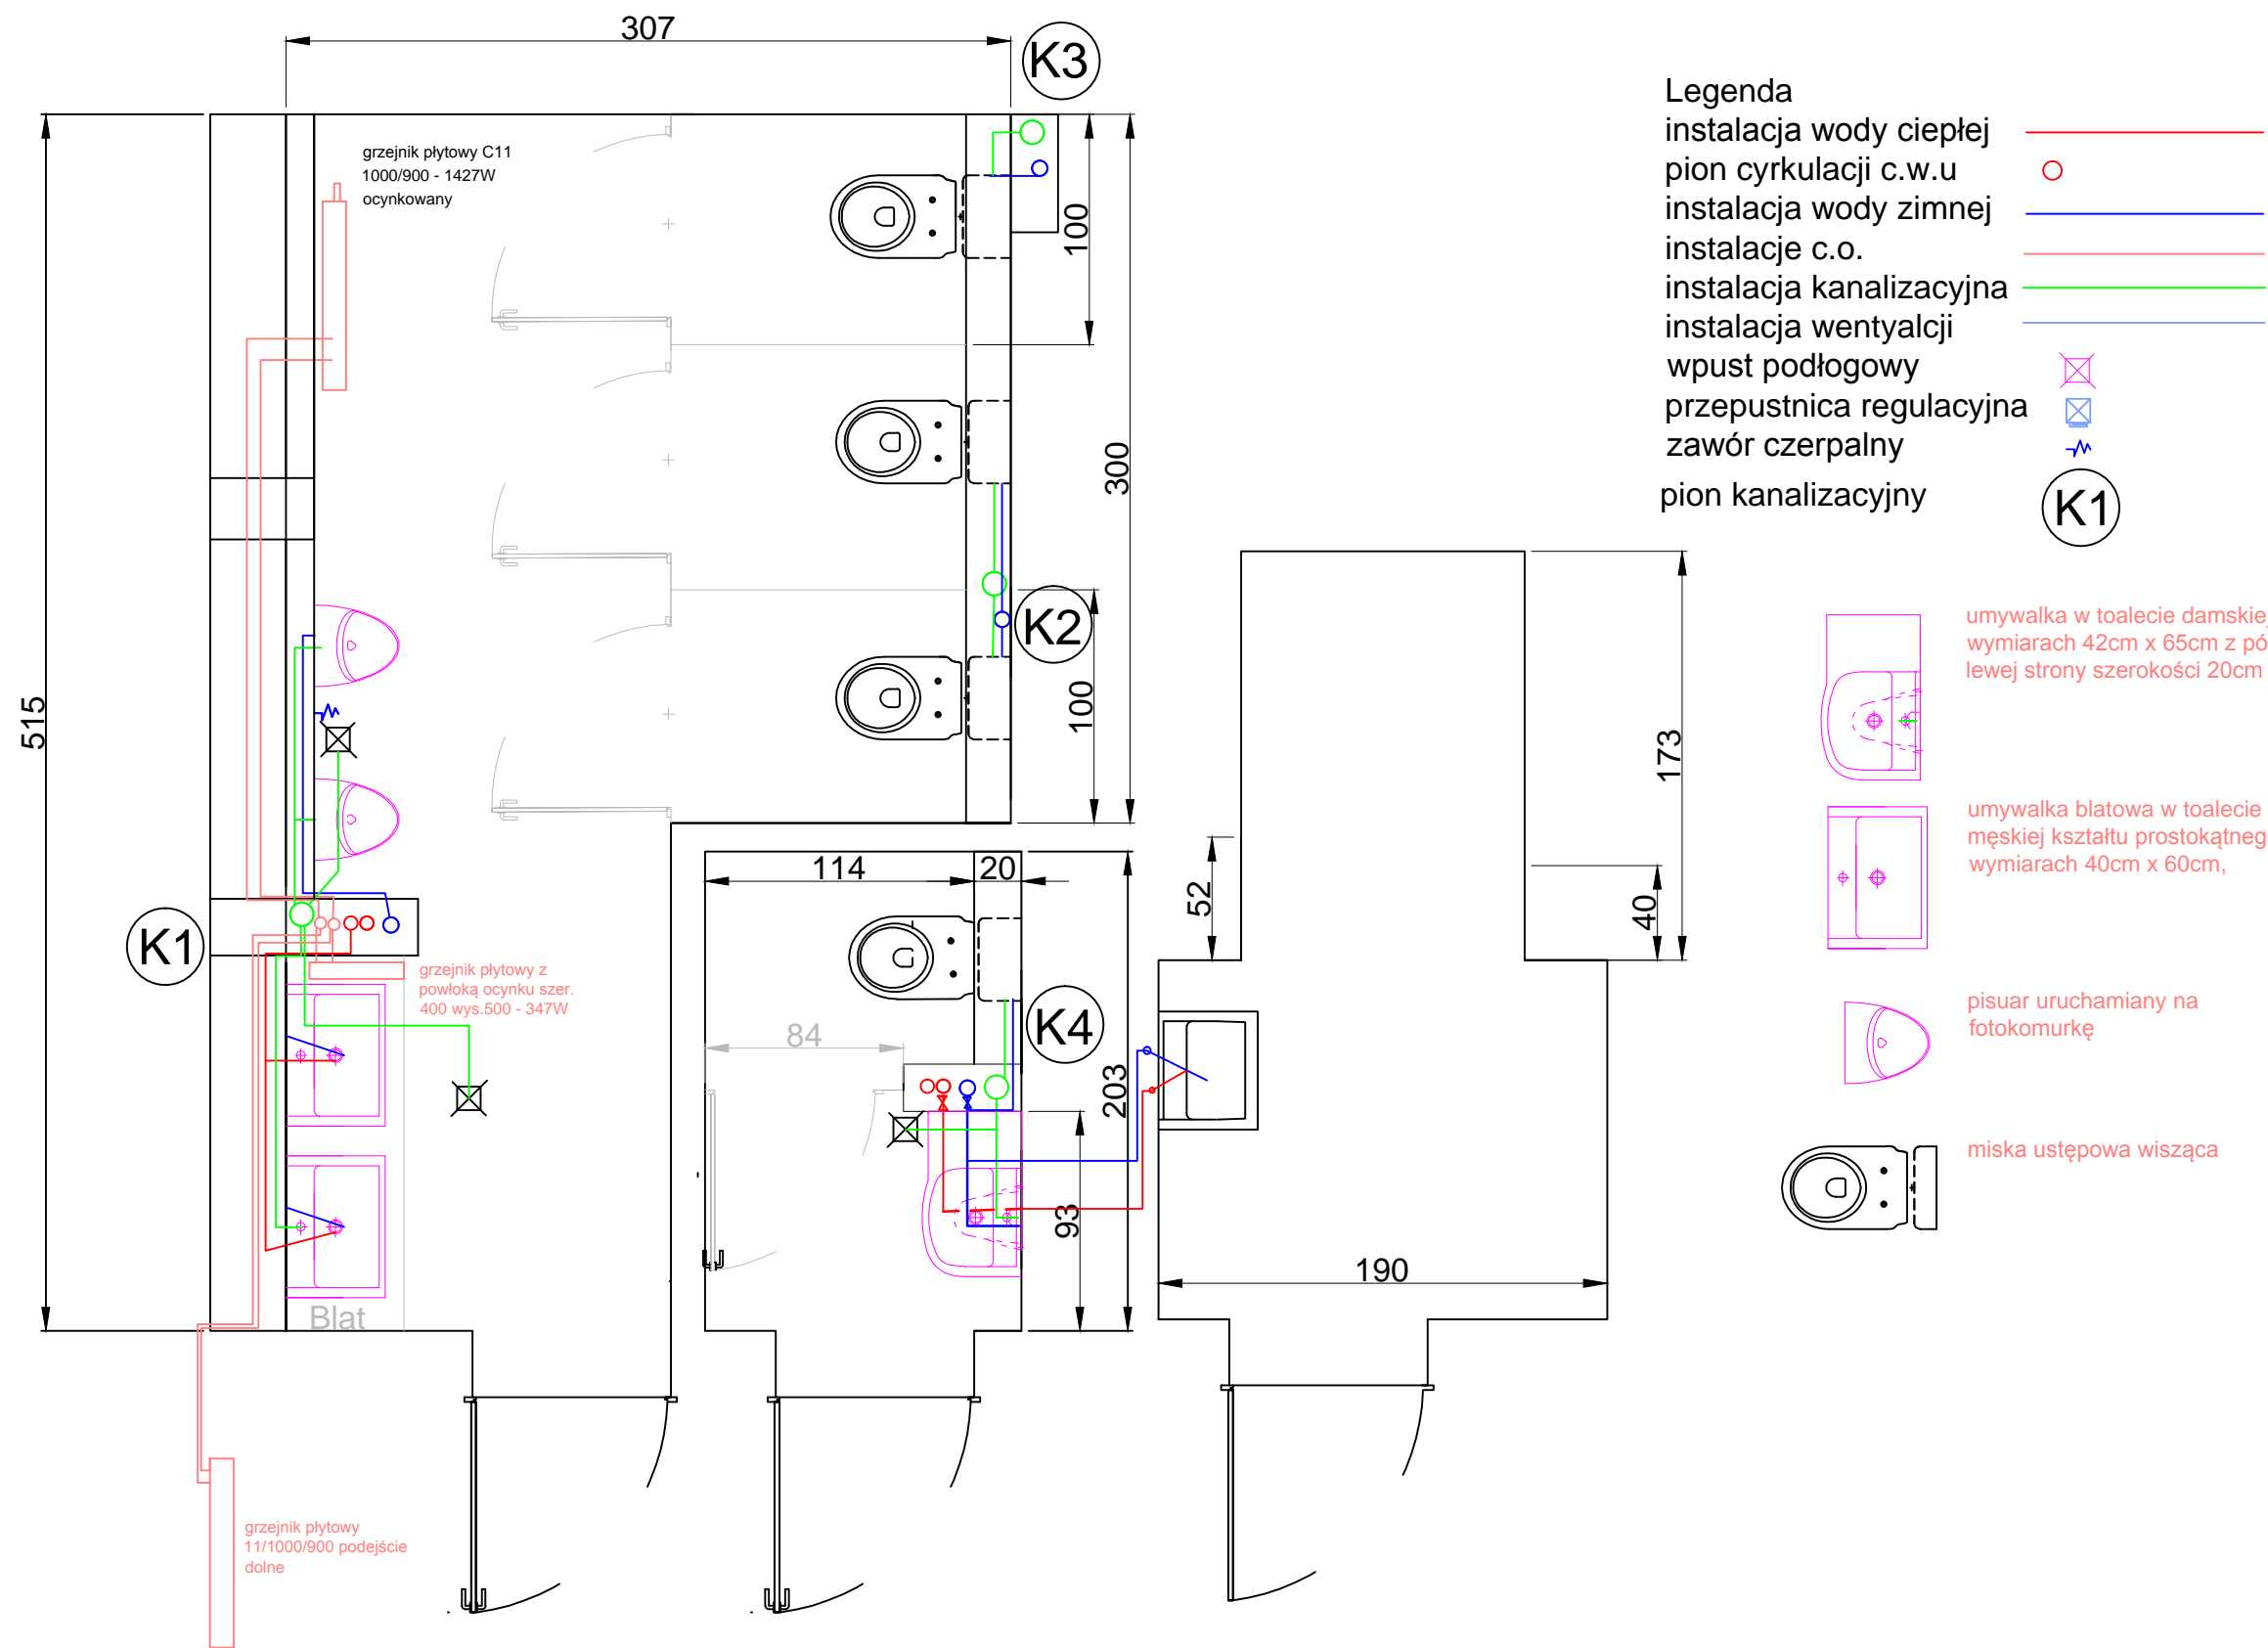 307
K3
Legenda
instalacja wody ciepłej
pion cyrkulacji c.w.u
instalacja wody zimnej
instalacje c.o.
instalacja kanalizacyjna
instalacja wentyalcji
wpust podłogowy
przepustnica regulacyjna
zawór czerpalny
pion kanalizacyjny
K1
grzejnik płytowy C11
1000/900 - 1427W
ocynkowany
100
300
K2
100
515
173
umywalka w toalecie damskiej
wymiarach 42cm x 65cm z pó
lewej strony szerokości 20cm
umywalka blatowa w toalecie
męskiej kształtu prostokątneg
wymiarach 40cm x 60cm,
114
20
52
40
K1
grzejnik płytowy z
powłoką ocynku szer.
400 wys.500 - 347W
84
K4
203
93
pisuar uruchamiany na
fotokomurkę
miska ustępowa wisząca
190
Blat
grzejnik płytowy
11/1000/900 podejście
dolne